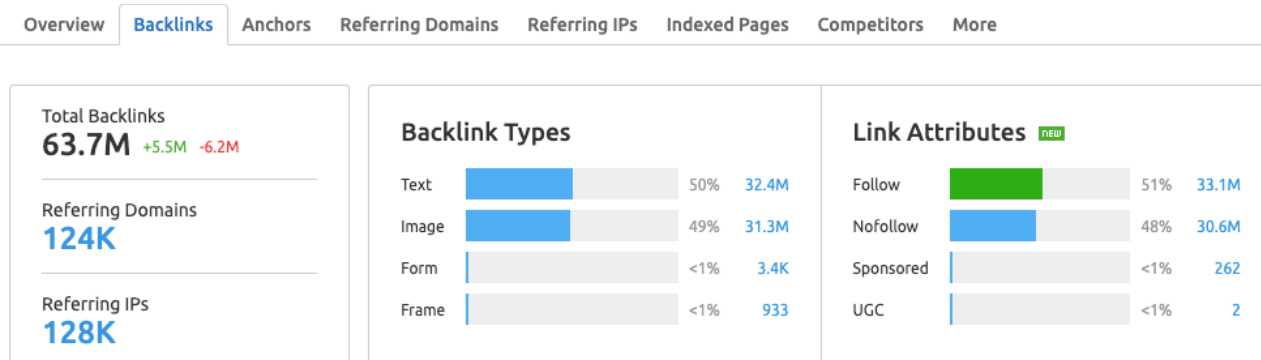 Overview Backlinks Anchors Referring Domains Referring IPs Indexed Pages Competitors More
Total Backlinks
63.7M +5.5M -6.2M
Referring Domains
124K
Referring IPs
128K
Backlink Types
Text 50% 32.4M
Image 49% 31.3M
Form <1% 3.4K
Frame <1% 933
Link Attributes NEW
Follow 51% 33.1M
Nofollow 48% 30.6M
Sponsored <1% 262
UGC <1% 2